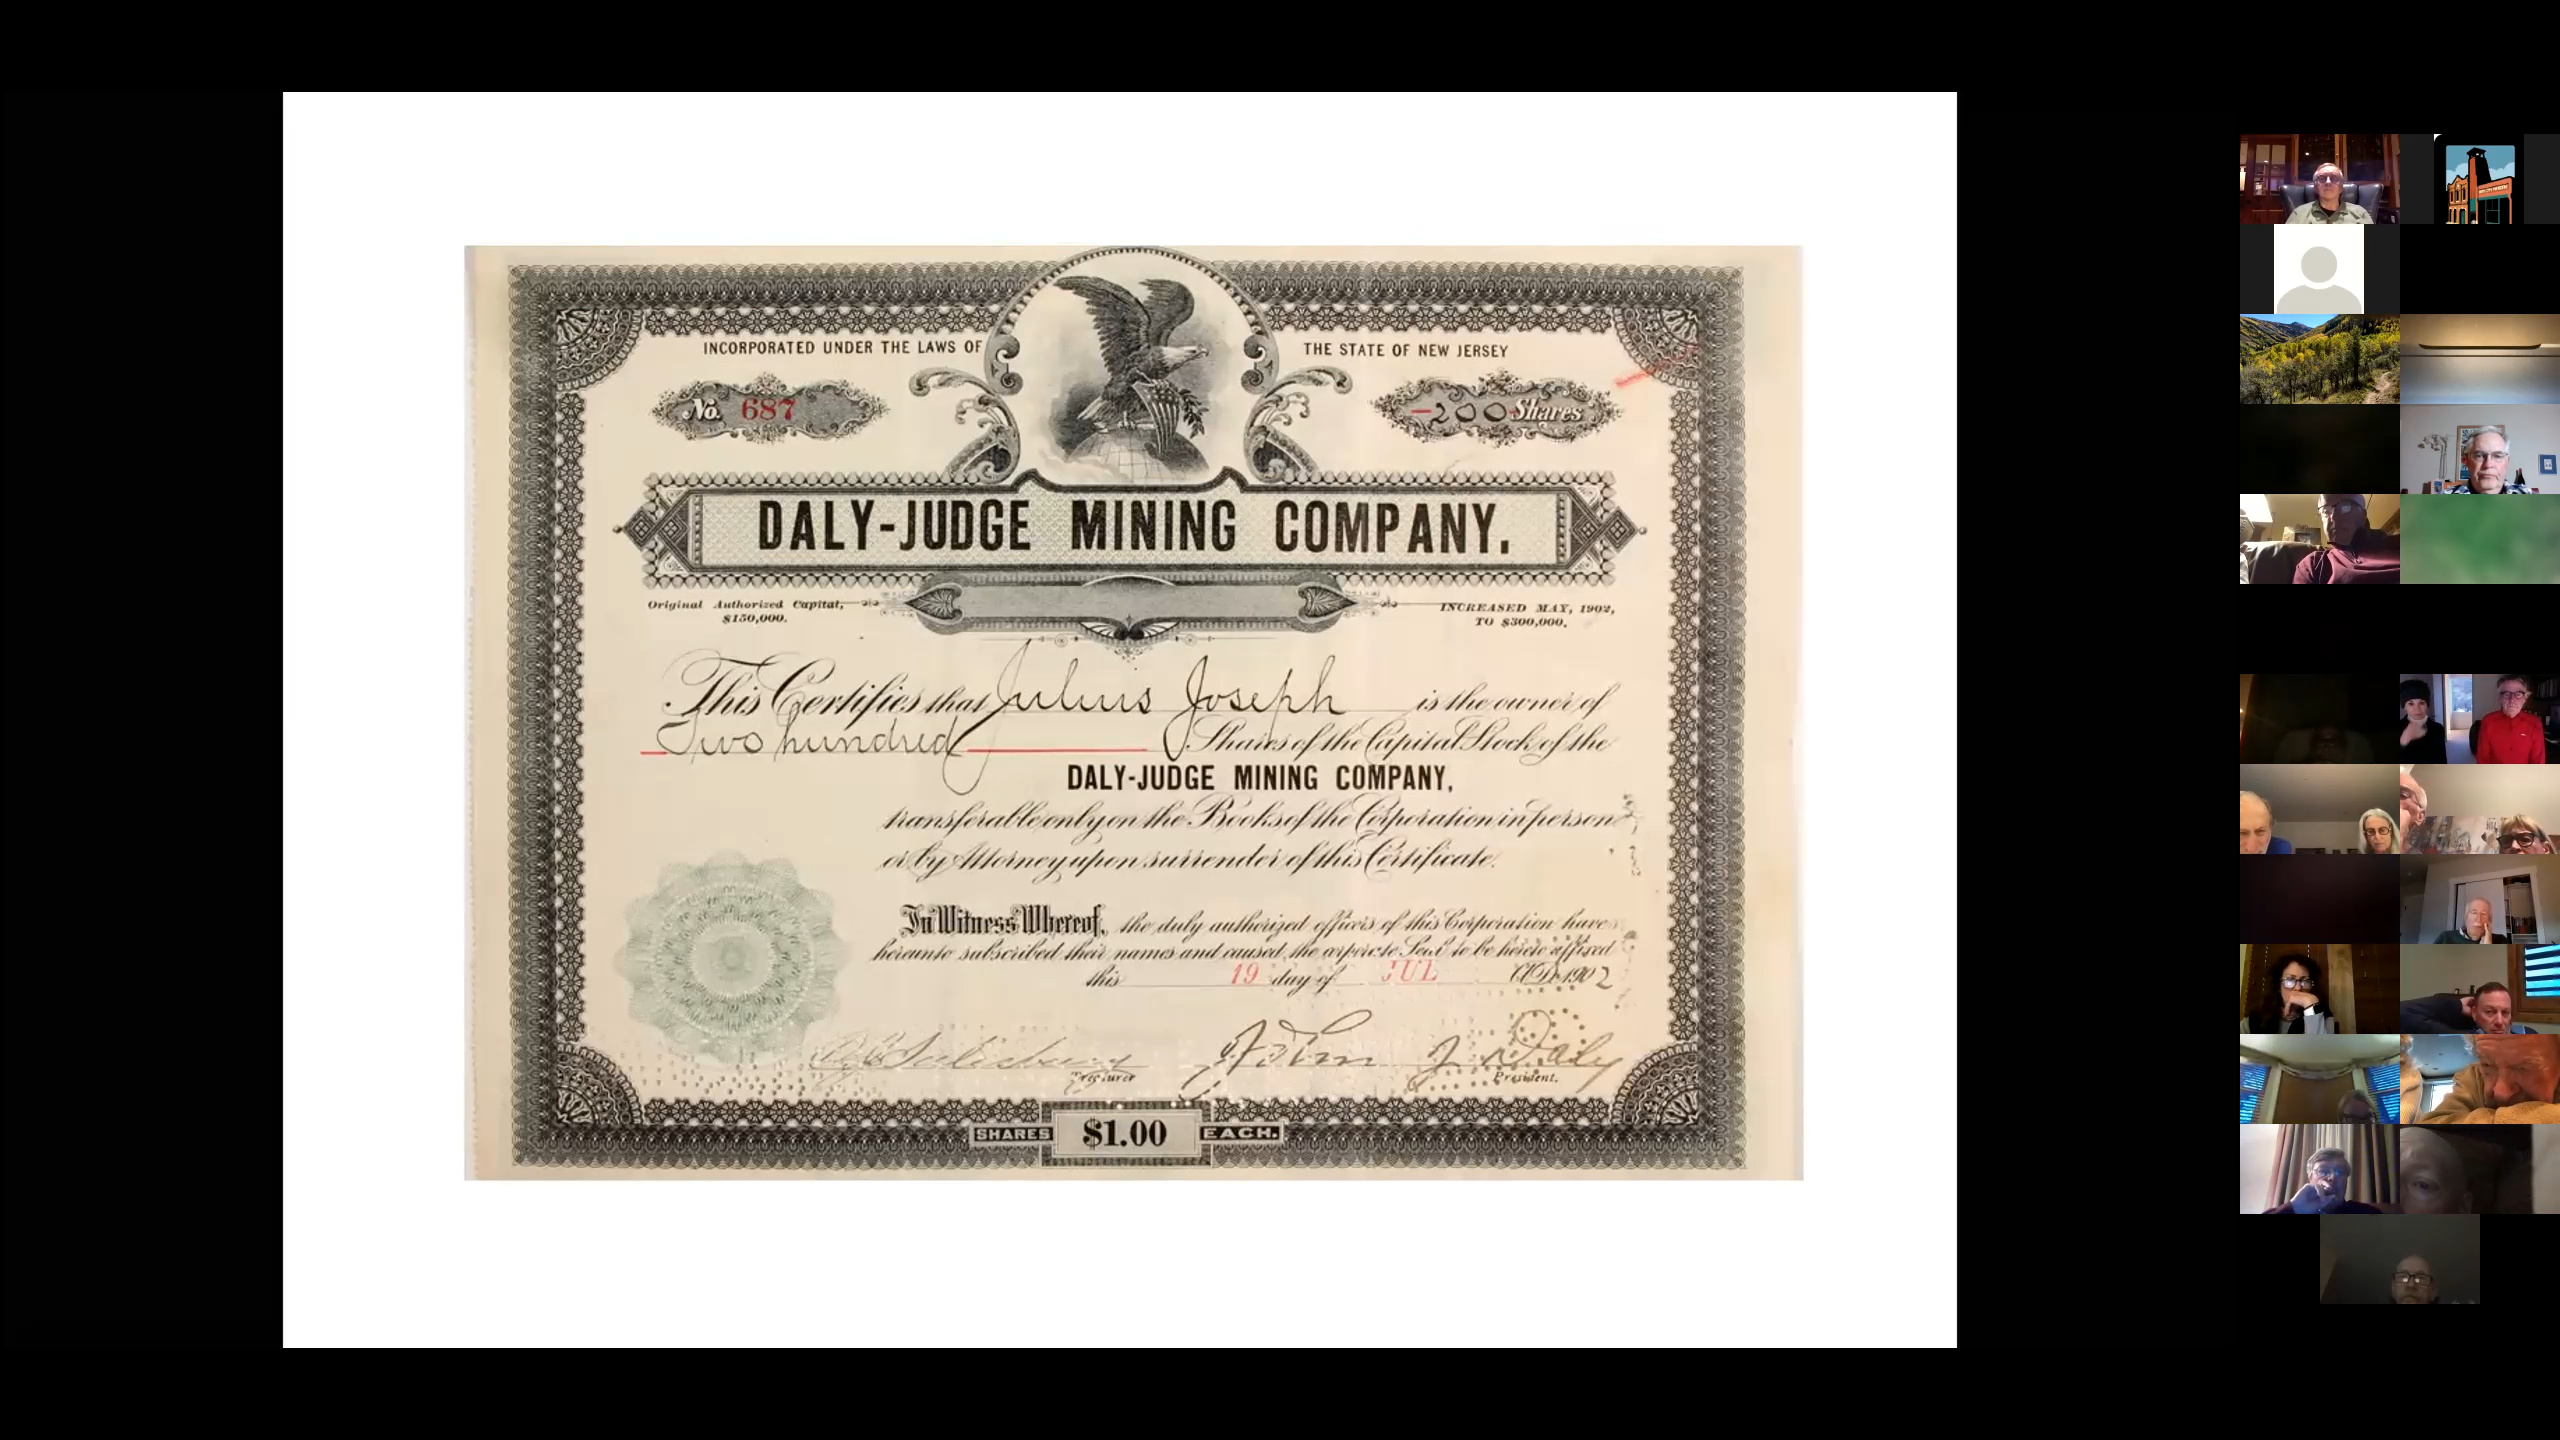 INCORPORATED UNDER THE LAWS OF THE STATE OF NEW JERSEY
No. 687
-200 Shares
DALY-JUDGE MINING COMPANY.
Original Authorized Capital, $150,000.
INCREASED MAY, 1902, TO $300,000.
This Certifies that Julius Joseph is the owner of
Two hundred Shares of the Capital Stock of the
DALY-JUDGE MINING COMPANY,
transferable only on the Books of the Corporation in person
or by Attorney upon surrender of this Certificate.
In Witness Whereof, the duly authorized officers of this Corporation have
hereunto subscribed their names and caused the corporate Seal to be hereto affixed
this 19 day of JUL A.D. 1902
Salisbury John J. Daly
Treasurer President.
SHARES $1.00 EACH.